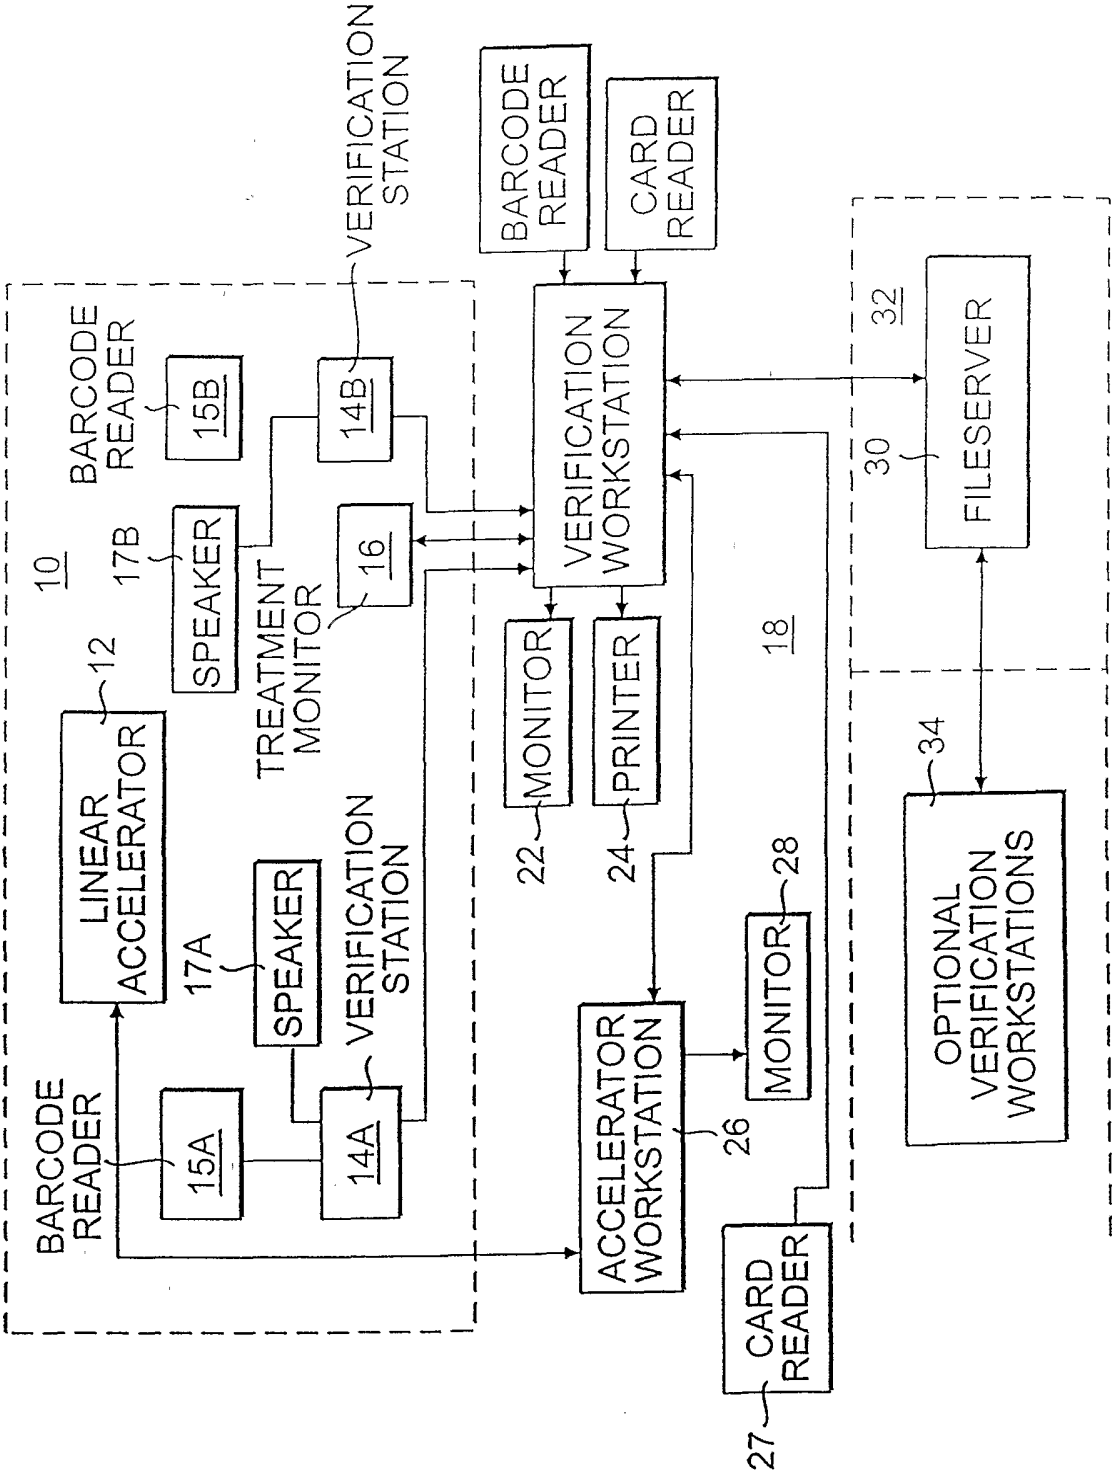 BARCODE
READER
15A
14A
VERIFICATION
STATION
17A
SPEAKER
LINEAR
ACCELERATOR
12
10
17B
SPEAKER
TREATMENT
MONITOR
16
BARCODE
READER
15B
14B
VERIFICATION
STATION
BARCODE
READER
CARD
READER
VERIFICATION
WORKSTATION
MONITOR
22
PRINTER
24
18
ACCELERATOR
WORKSTATION
26
MONITOR
28
CARD
READER
27
32
30
FILESERVER
34
OPTIONAL
VERIFICATION
WORKSTATIONS